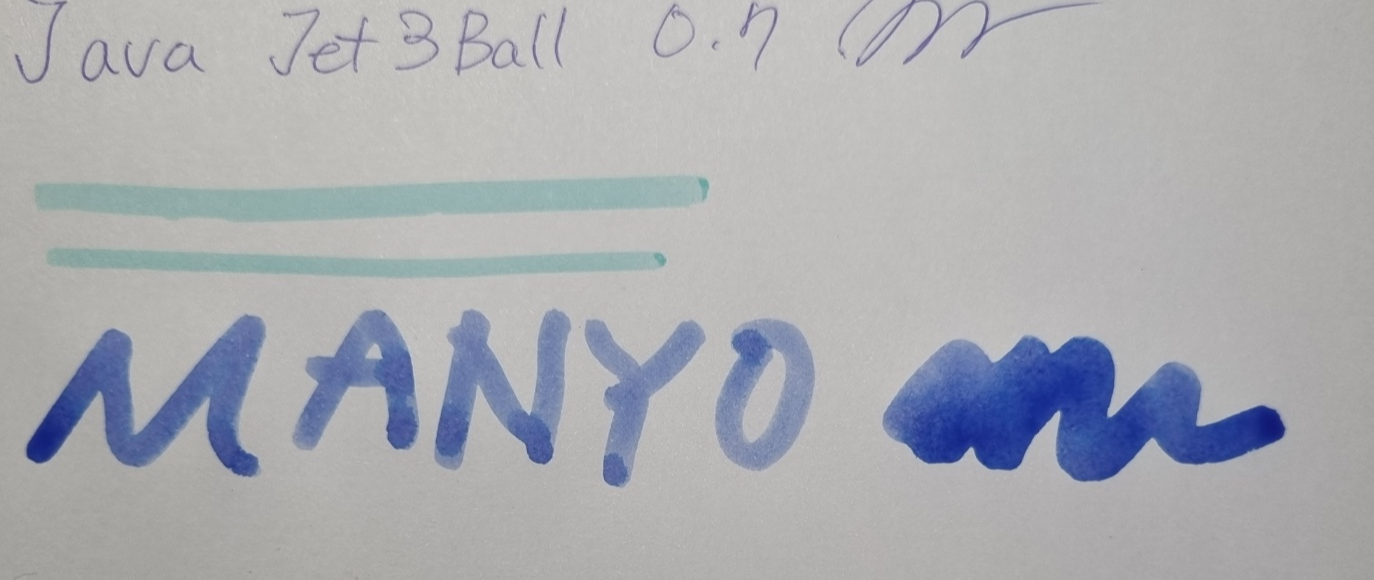 Java Jet 3 Ball 0.7
MANYO